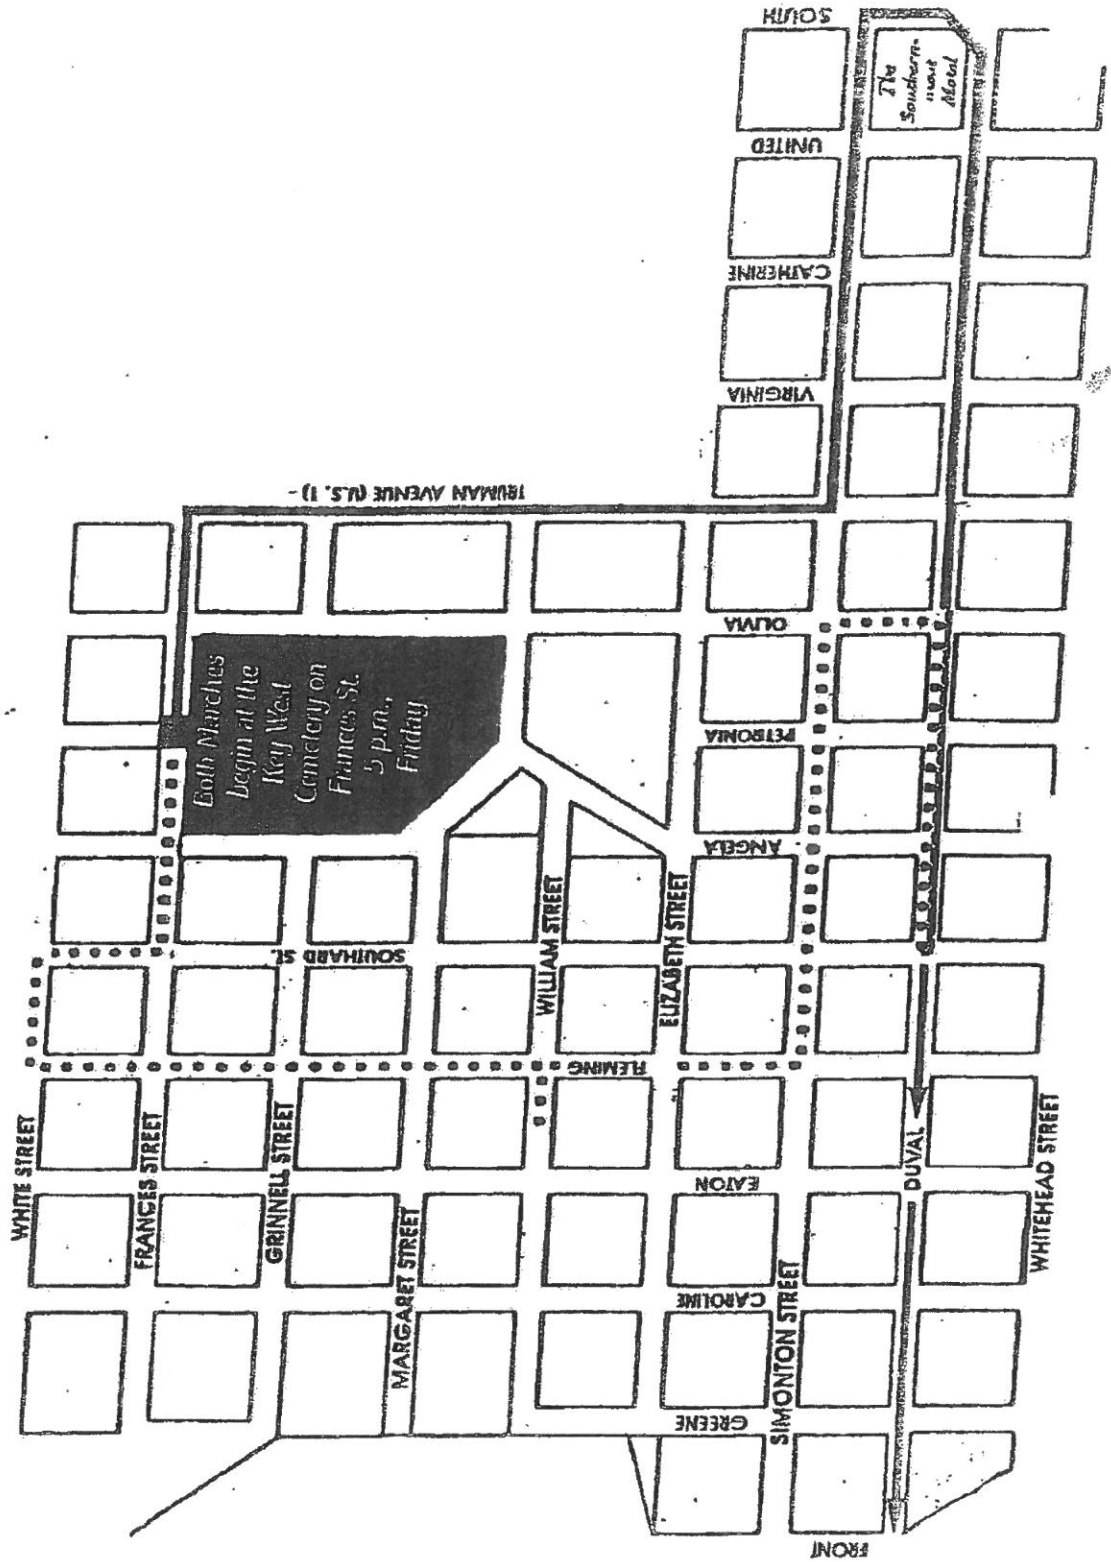 SOUTH
The
Southern-
most
Motel
UNITED
CATHERINE
VIRGINIA
TRUMAN AVENUE (U.S. 1) -
OLIVIA
Both Marches
begin at the
Key West
Cemetery on
Frances St.
5 p.m.,
Friday
PETRONIA
ANGELA
SOUTHARD ST.
WILLIAM STREET
ELIZABETH STREET
FLEMING
WHITE STREET
FRANCES STREET
GRINNELL STREET
MARGARET STREET
EATON
DUVAL
WHITEHEAD STREET
CAROLINE
SIMONTON STREET
GREENE
FRONT